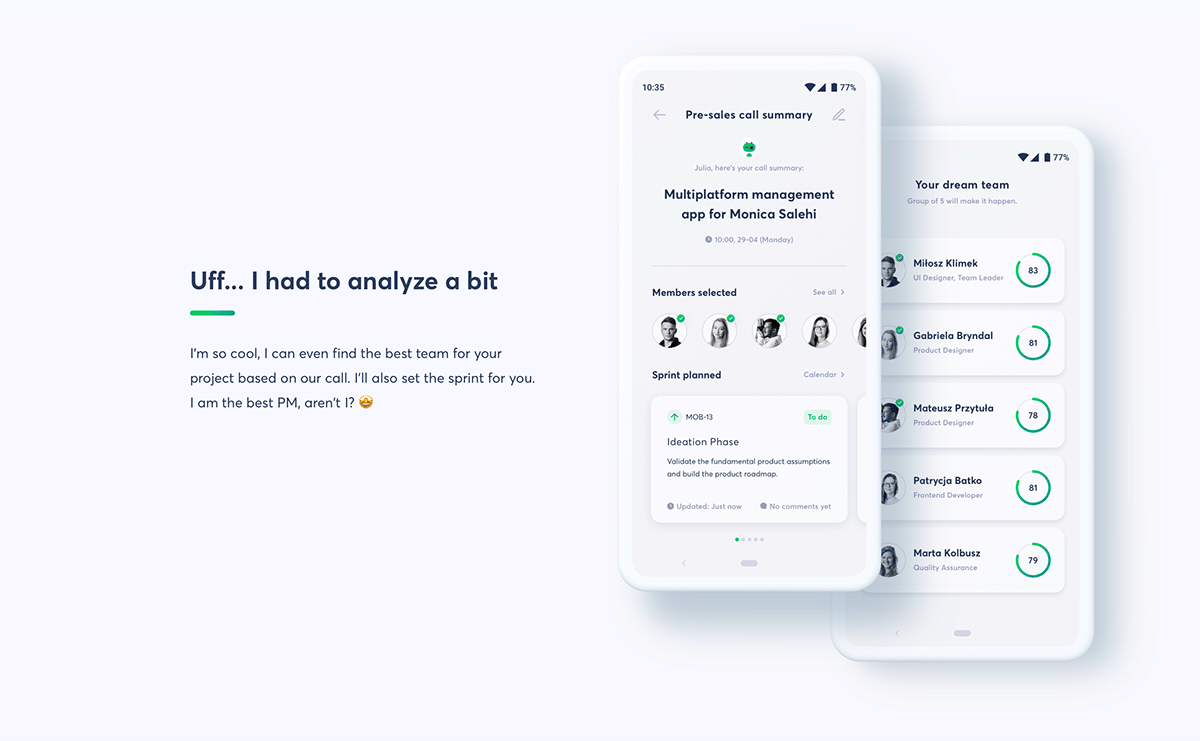 Uff... I had to analyze a bit
I'm so cool, I can even find the best team for your
project based on our call. I'll also set the sprint for you.
I am the best PM, aren't I? 🤩
10:35
77%
Pre-sales call summary
Julia, here's your call summary:
Multiplatform management
app for Monica Salehi
10:00, 29-04 (Monday)
Members selected
See all
Sprint planned
Calendar
MOB-13
To do
Ideation Phase
Validate the fundamental product assumptions
and build the product roadmap.
Updated: Just now
No comments yet
77%
Your dream team
Group of 5 will make it happen.
Miłosz Klimek
UI Designer, Team Leader
83
Gabriela Bryndal
Product Designer
81
Mateusz Przytuła
Product Designer
78
Patrycja Batko
Frontend Developer
81
Marta Kolbusz
Quality Assurance
79